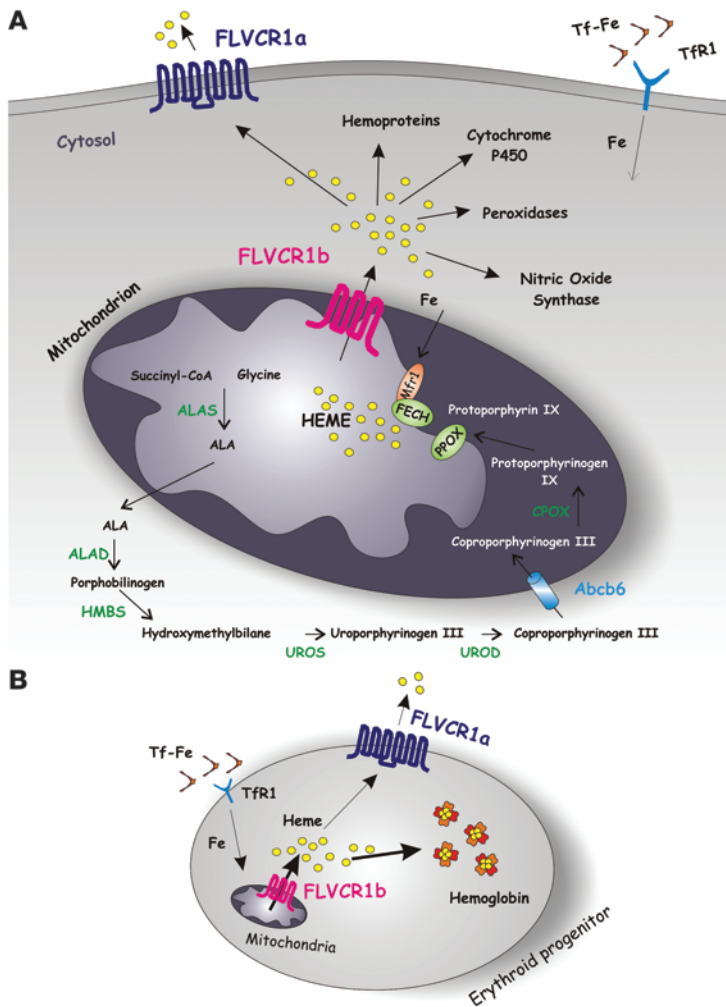 A
FLVCR1a
Tf-Fe
TfR1
Cytosol
Hemoproteins
Cytochrome
P450
Fe
Peroxidases
FLVCR1b
Nitric Oxide
Synthase
Fe
Mitochondrion
Succinyl-CoA Glycine
Mfr1
ALAS
HEME
FECH
Protoporphyrin IX
PPOX
ALA
Protoporphyrinogen
IX
CPOX
ALA
Coproporphyrinogen III
ALAD
Porphobilinogen
Abcb6
HMBS
Hydroxymethylbilane
Uroporphyrinogen III
Coproporphyrinogen III
UROS
UROD
B
FLVCR1a
Tf-Fe
TfR1
Heme
Fe
FLVCR1b
Hemoglobin
Mitochondria
Erythroid progenitor